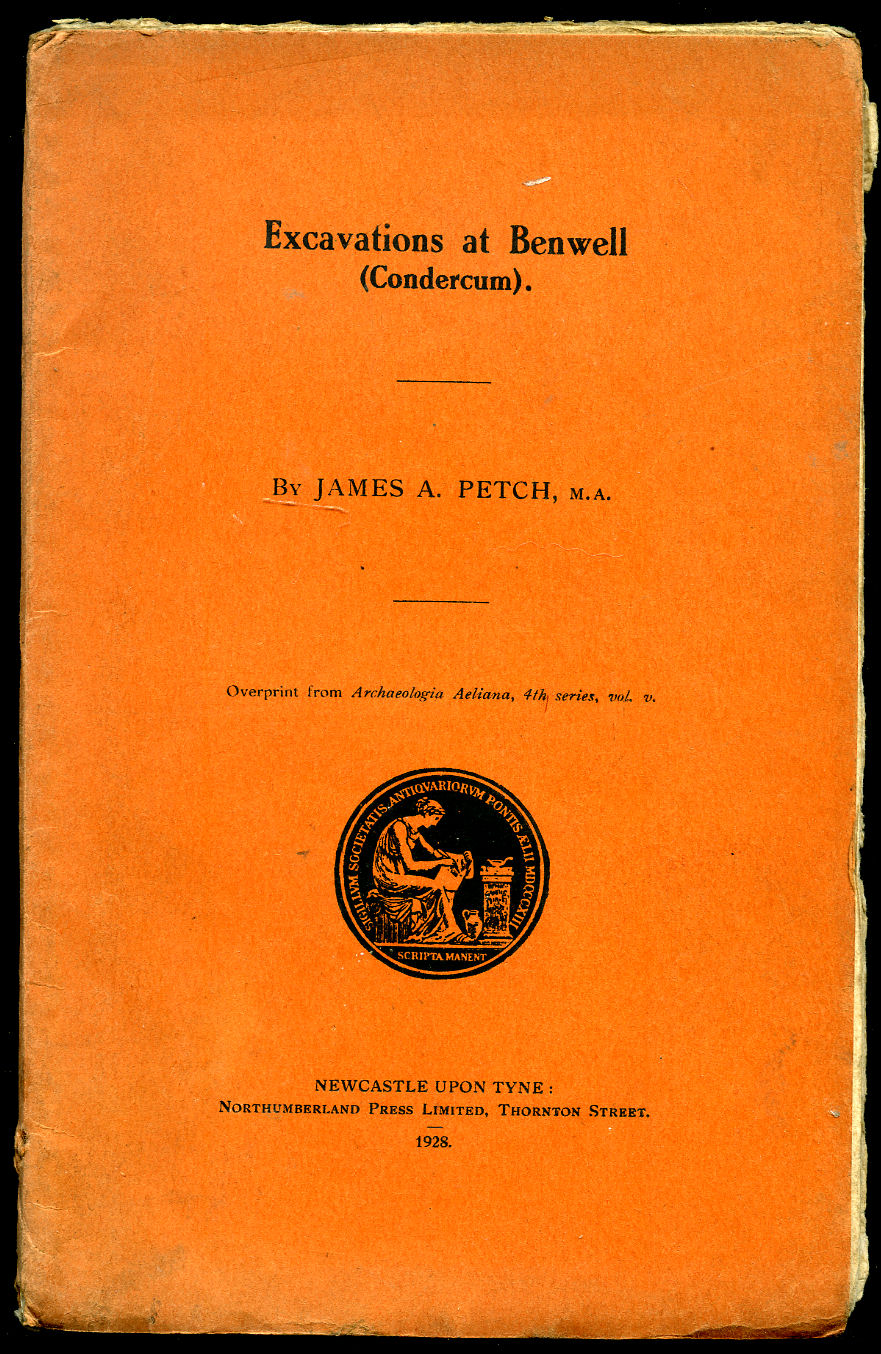 Excavations at Benwell
(Condercum).
By JAMES A. PETCH, M.A.
Overprint from Archaeologia Aeliana, 4th series, vol. v.
SIGILLVM SOCIETATIS ANTIQVARIORVM PONTIS ÆLII MDCCCXIII
SCRIPTA MANENT
NEWCASTLE UPON TYNE:
Northumberland Press Limited, Thornton Street.
1928.